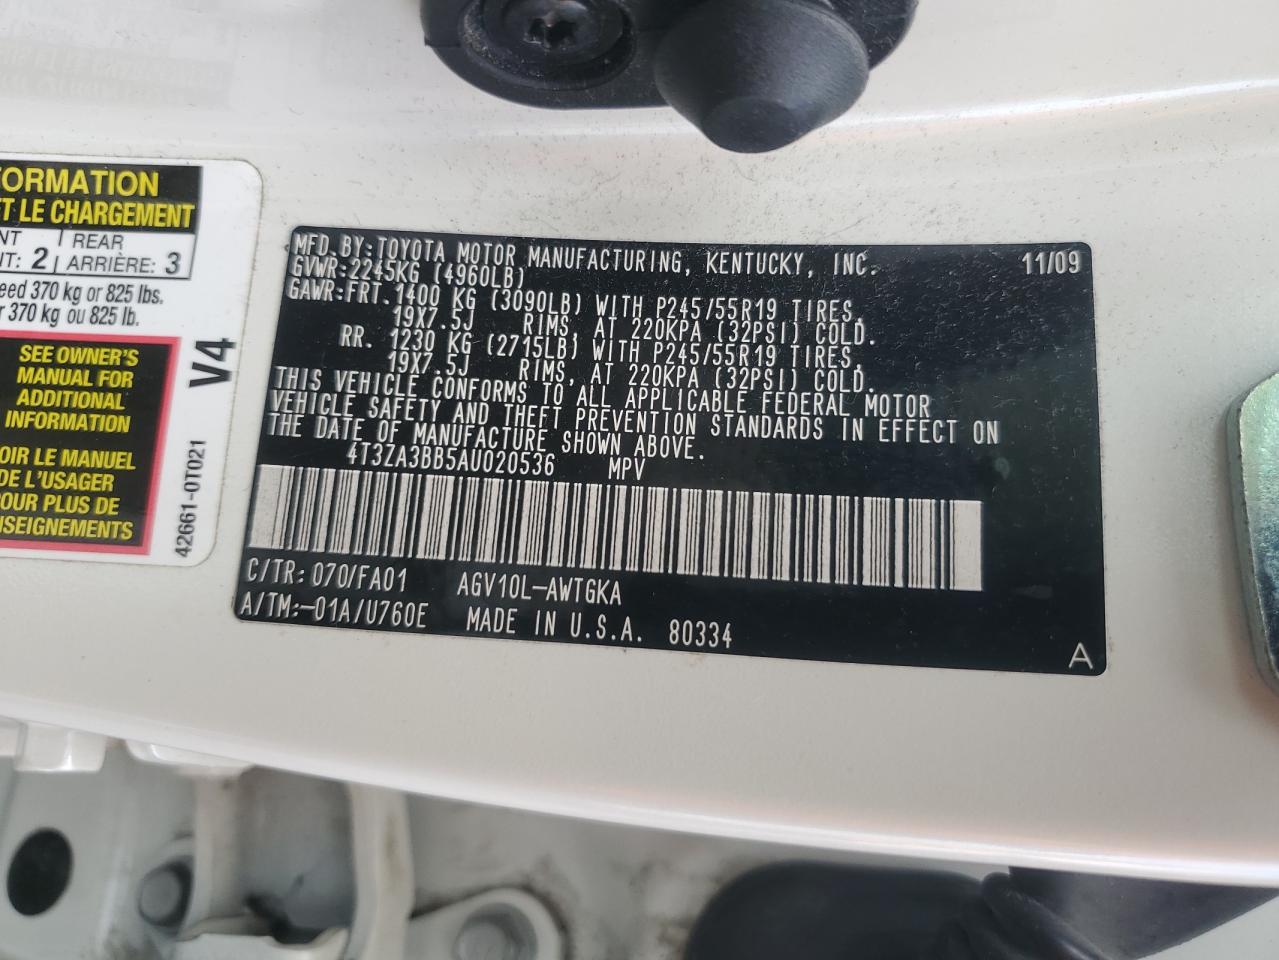 ORMATION
ET LE CHARGEMENT
NT
IT: 2
REAR
ARRIÈRE: 3
eed 370 kg or 825 lbs.
r 370 kg ou 825 lb.
SEE OWNER'S
MANUAL FOR
ADDITIONAL
INFORMATION
OIR LE MANUEL
DE L'USAGER
POUR PLUS DE
NSEIGNEMENTS
V4
42661-0T021
MFD. BY: TOYOTA MOTOR MANUFACTURING, KENTUCKY, INC. 11/09
GVWR: 2245KG (4960LB)
GAWR: FRT. 1400 KG (3090LB) WITH P245/55R19 TIRES,
19X7.5J RIMS, AT 220KPA (32PSI) COLD.
RR. 1230 KG (2715LB) WITH P245/55R19 TIRES,
19X7.5J RIMS, AT 220KPA (32PSI) COLD.
THIS VEHICLE CONFORMS TO ALL APPLICABLE FEDERAL MOTOR
VEHICLE SAFETY AND THEFT PREVENTION STANDARDS IN EFFECT ON
THE DATE OF MANUFACTURE SHOWN ABOVE.
4T3ZA3BB5AU020536 MPV
C/TR: 070/FA01 AGV10L-AWTGKA
A/TM:-01A/U760E MADE IN U.S.A. 80334
A